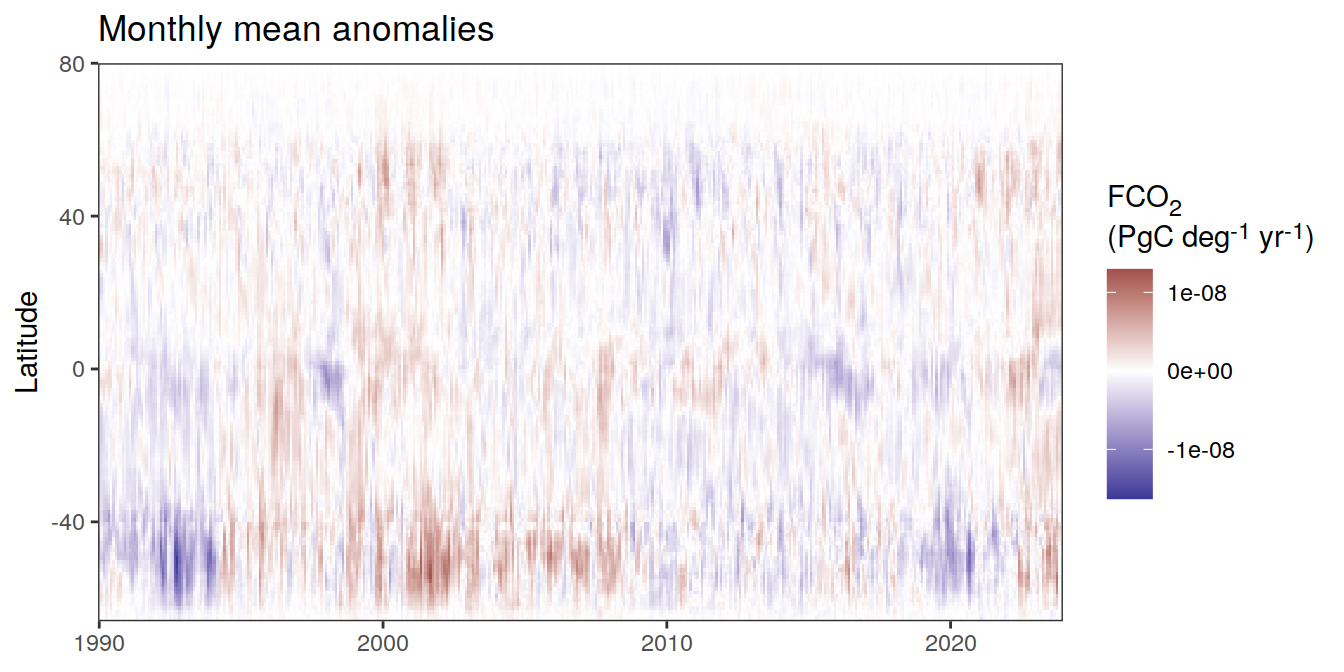 Monthly mean anomalies
80
40
0
-40
Latitude
1990
2000
2010
2020
FCO₂
(PgC deg⁻¹ yr⁻¹)
1e-08
0e+00
-1e-08